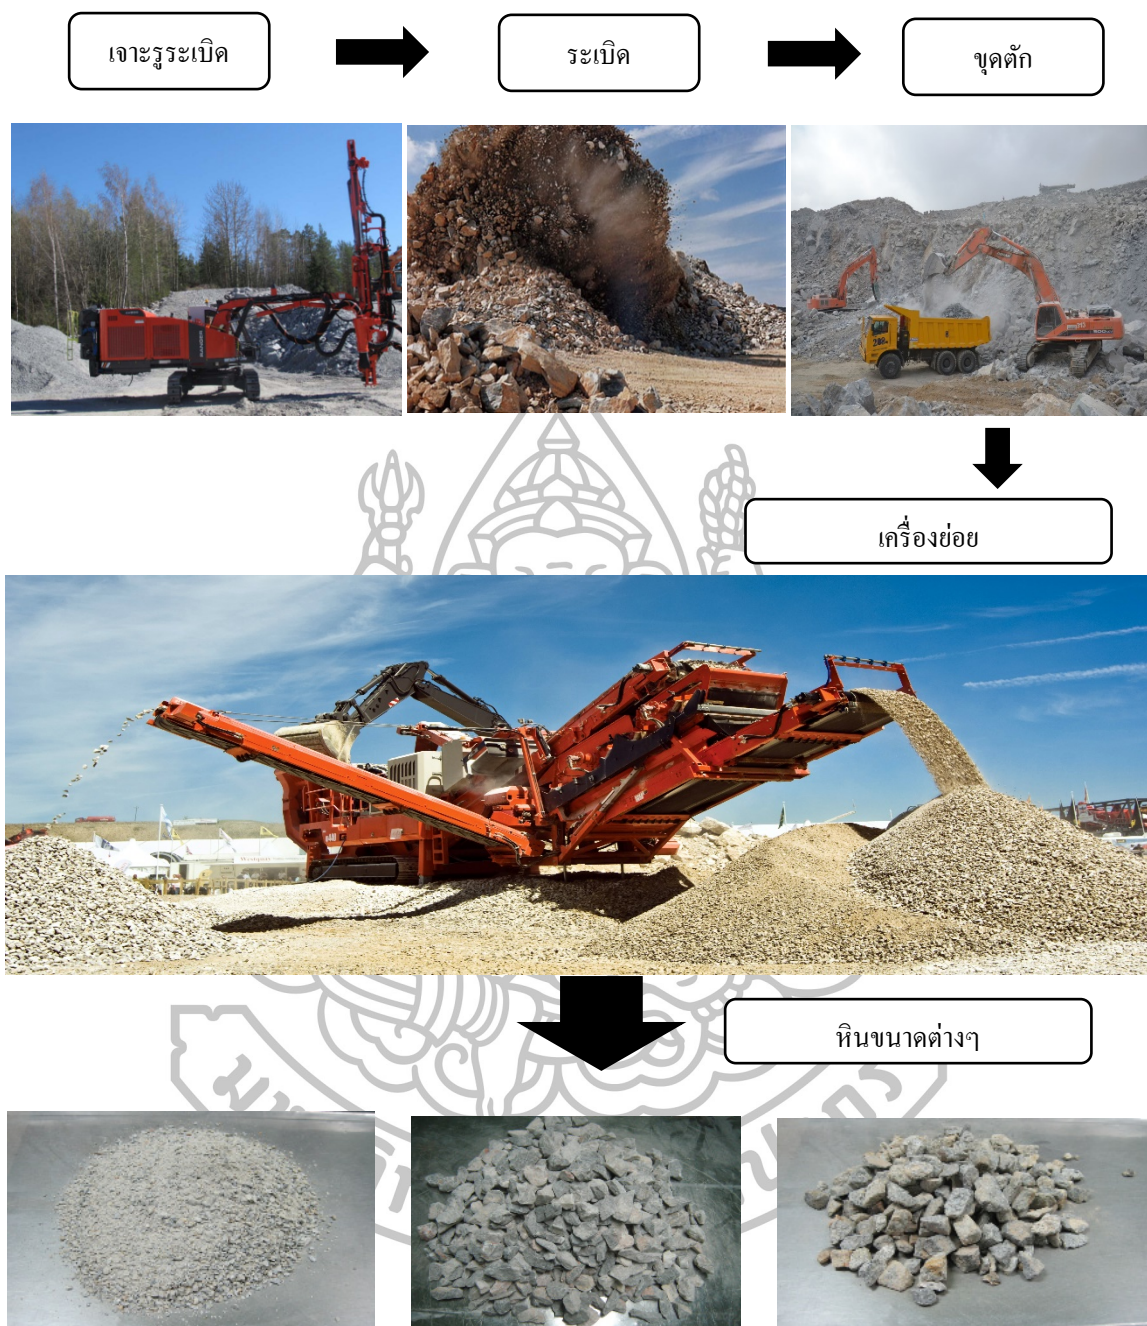 เจาะรูระเบิด
ระเบิด
ขุดตัก
เครื่องย่อย
หินขนาดต่างๆ